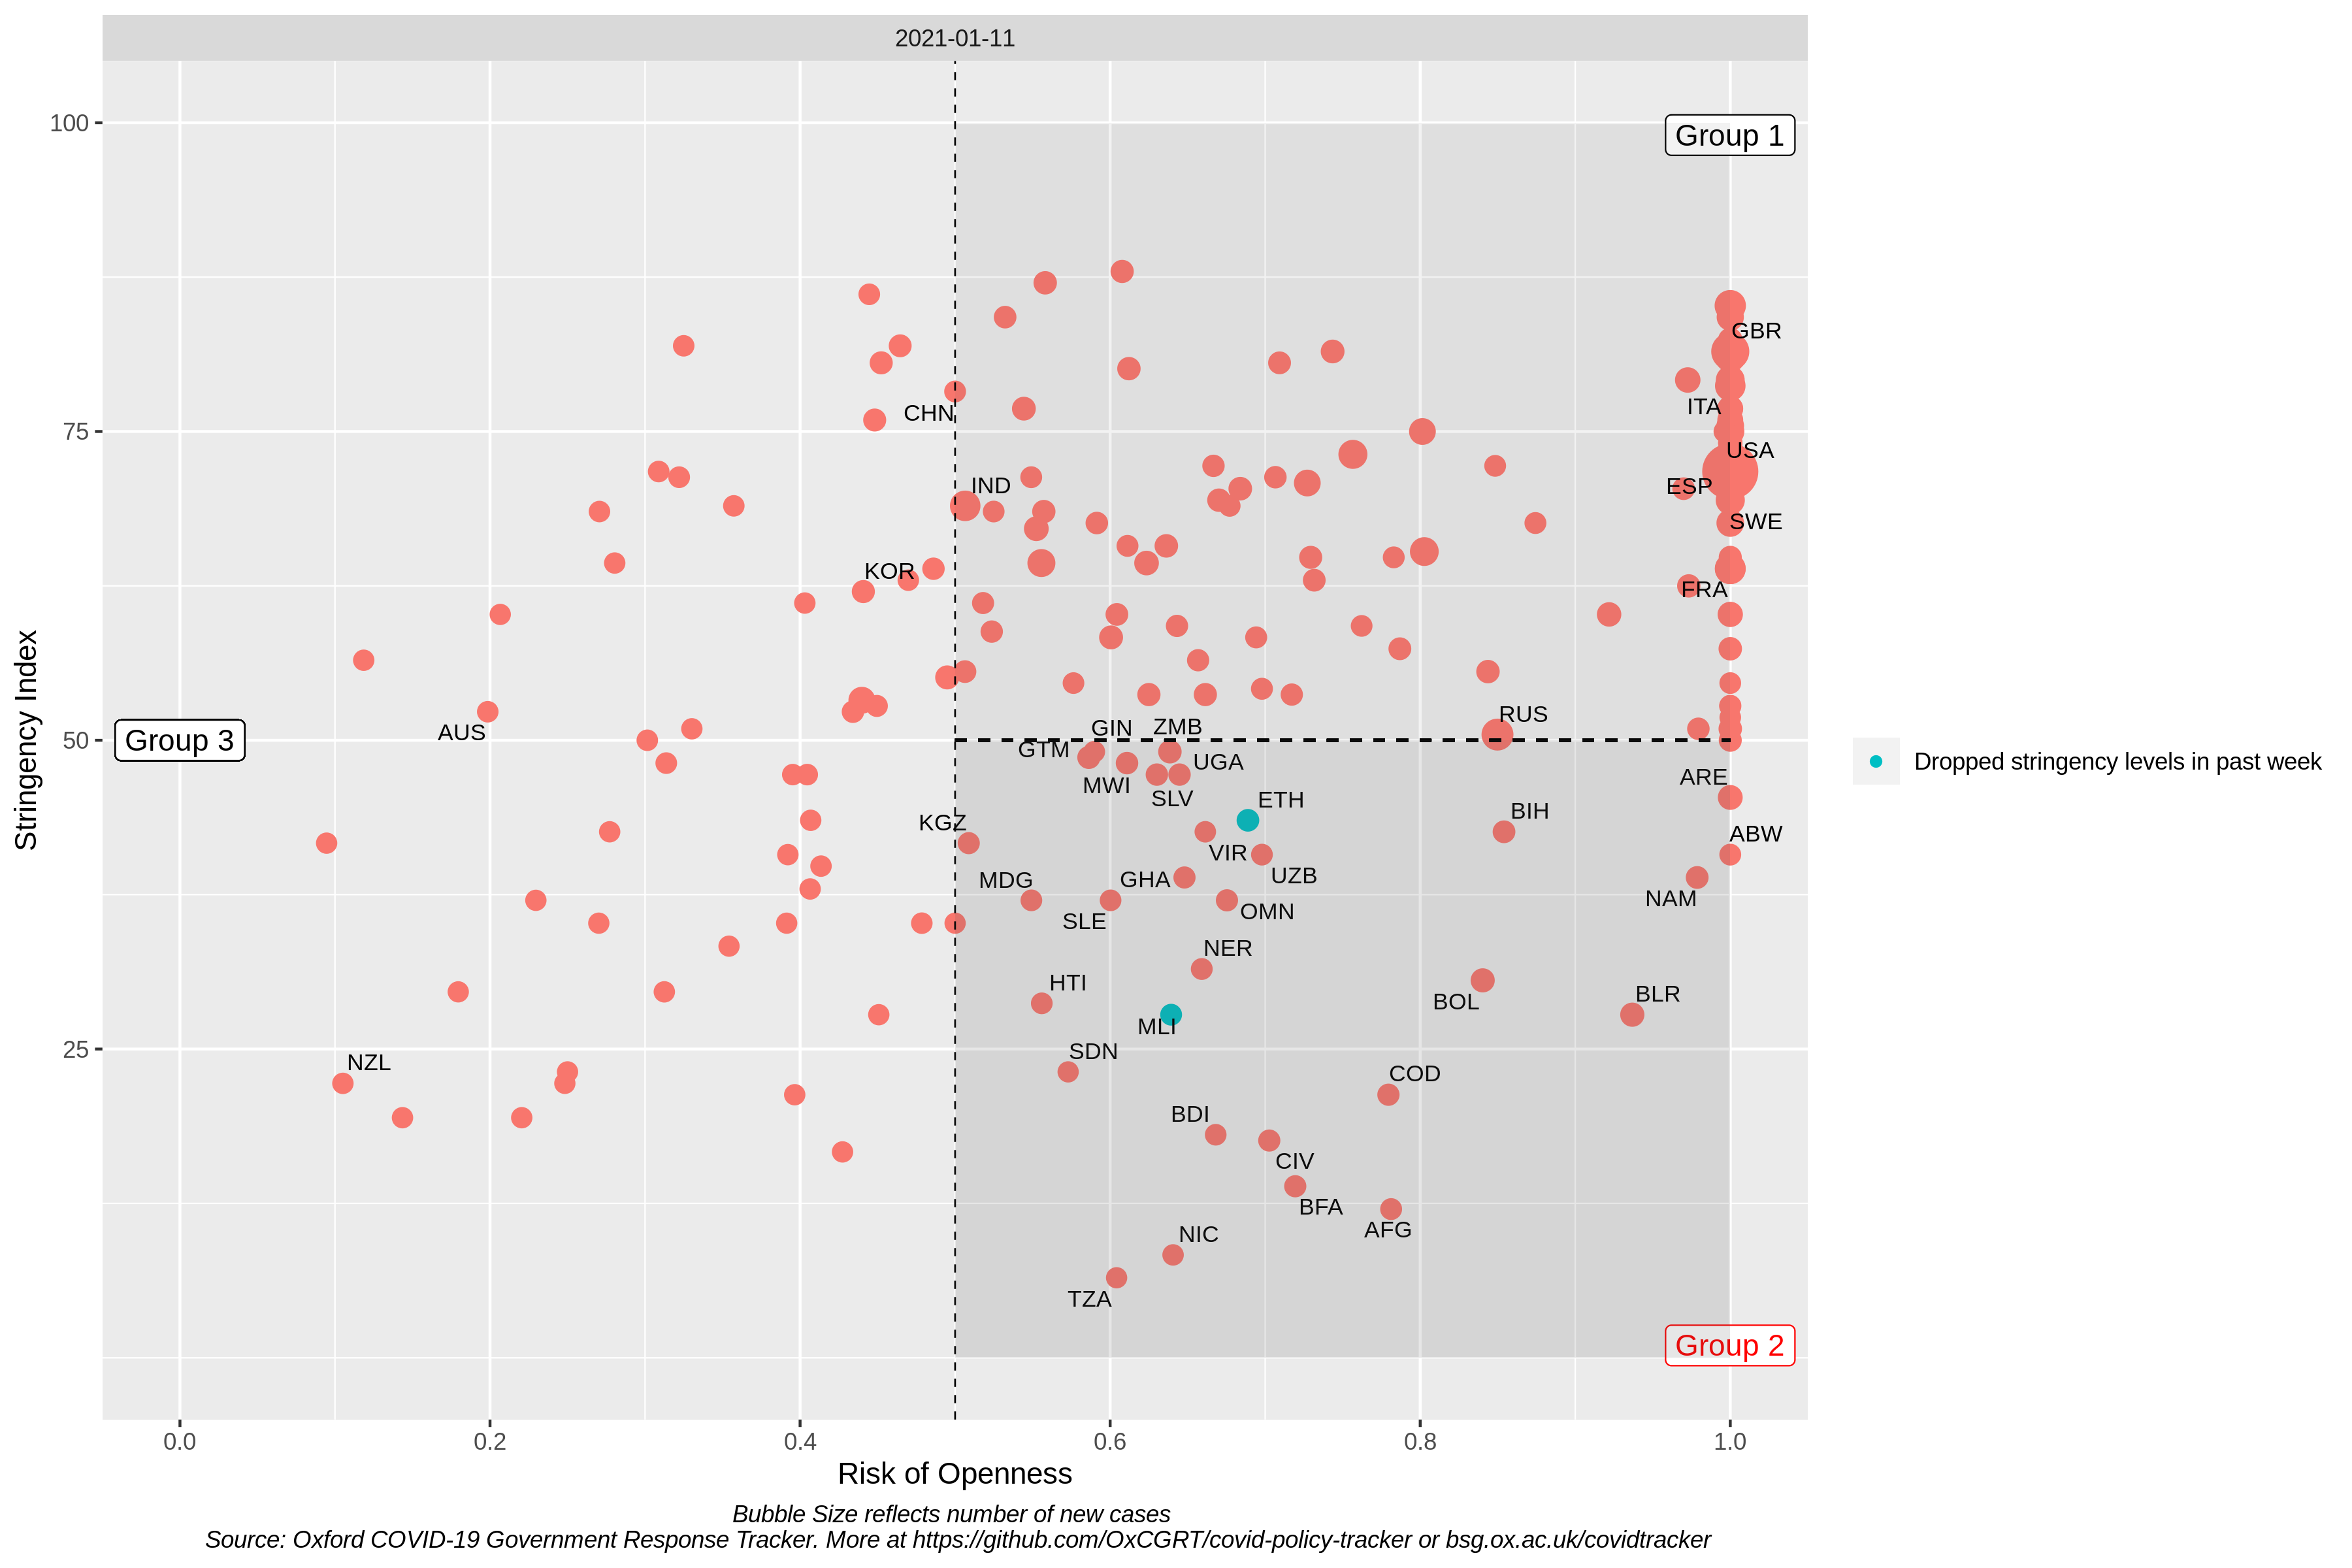 2021-01-11
100
Group 1
GBR
ITA
CHN
75
USA
IND
ESP
SWE
KOR
FRA
Stringency Index
RUS
GIN
ZMB
AUS
50
Group 3
GTM
UGA
Dropped stringency levels in past week
ARE
MWI
SLV
ETH
BIH
KGZ
ABW
VIR
UZB
MDG
GHA
NAM
OMN
SLE
NER
HTI
BLR
BOL
MLI
25
SDN
NZL
COD
BDI
CIV
BFA
AFG
NIC
TZA
Group 2
0.0 0.2 0.4 0.6 0.8 1.0
Risk of Openness
Bubble Size reflects number of new cases
Source: Oxford COVID-19 Government Response Tracker. More at https://github.com/OxCGRT/covid-policy-tracker or bsg.ox.ac.uk/covidtracker